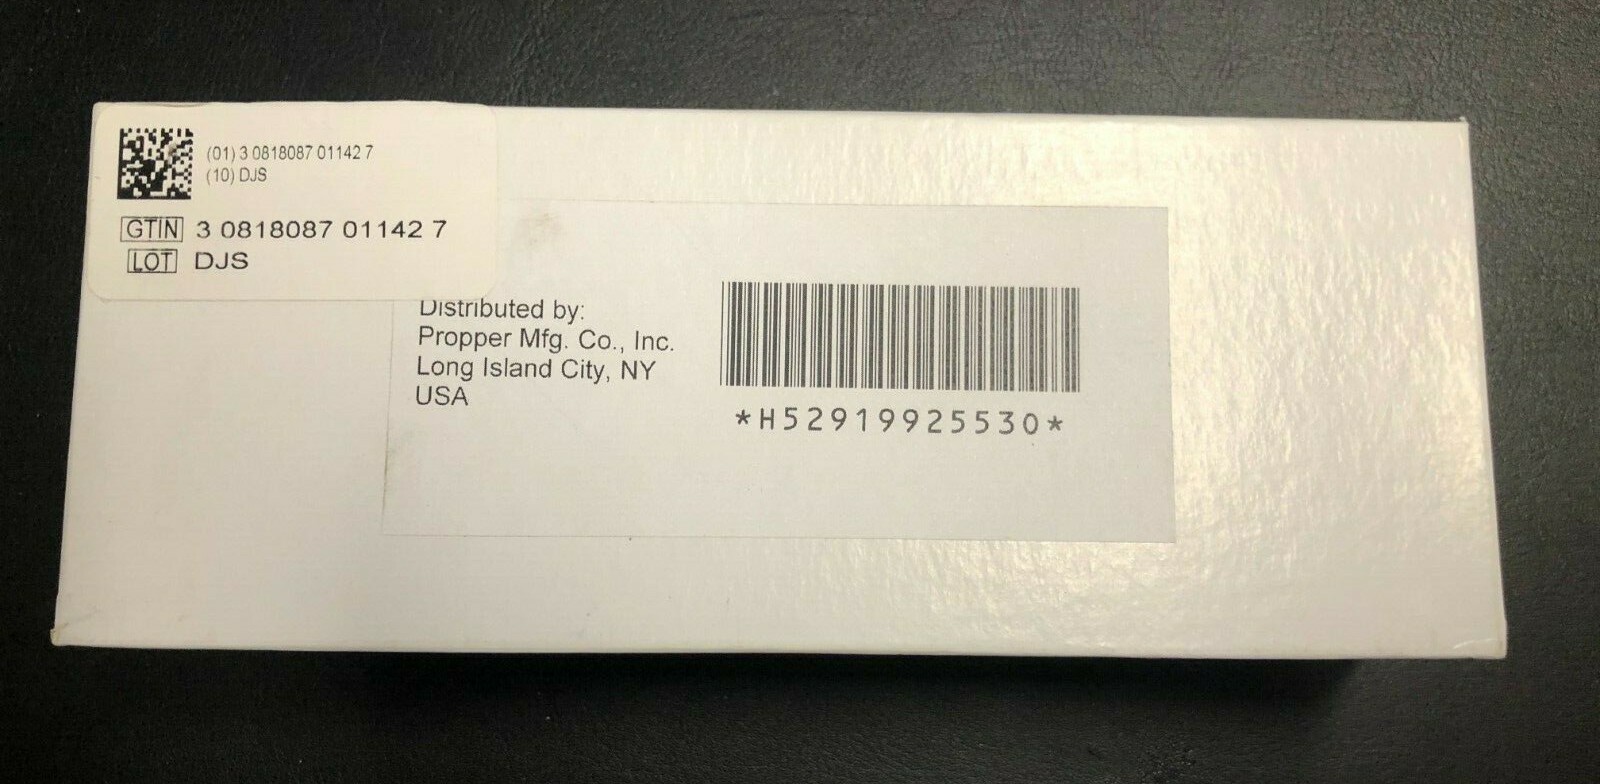 (01) 3 0818087 01142 7
(10) DJS
GTIN 3 0818087 01142 7
LOT DJS
Distributed by:
Propper Mfg. Co., Inc.
Long Island City, NY
USA
*H52919925530*